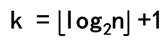 k = ⌊log₂n⌋ +1